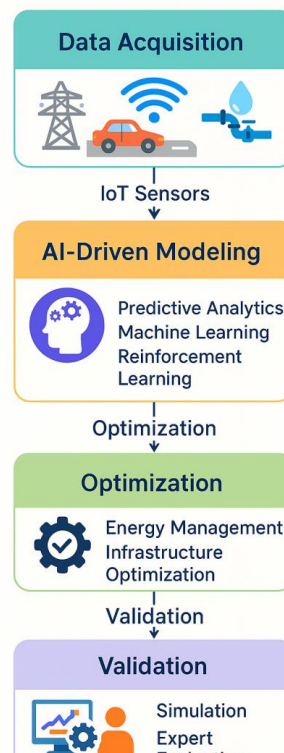 Data Acquisition
IoT Sensors
AI-Driven Modeling
Predictive Analytics
Machine Learning
Reinforcement
Learning
Optimization
Optimization
Energy Management
Infrastructure
Optimization
Validation
Validation
Simulation
Expert